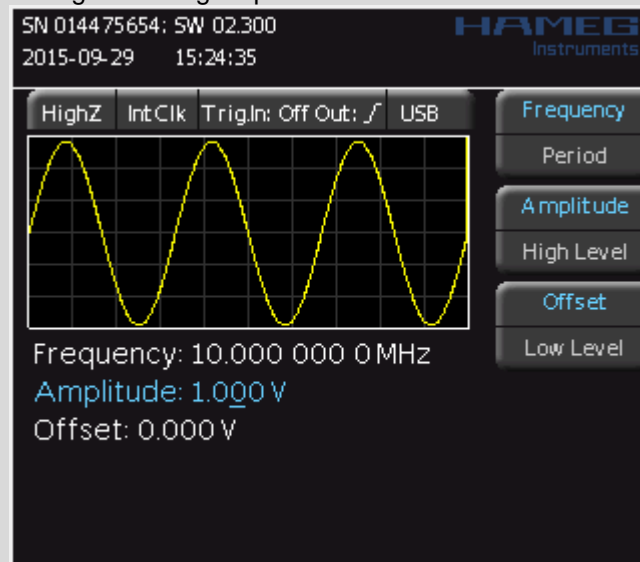 SN 014475654: SW 02.300
HAMEG
Instruments
2015-09-29 15:24:35
HighZ IntClk Trig.In: Off Out: USB
Frequency
Period
Amplitude
High Level
Offset
Low Level
Frequency: 10.000 000 0 MHz
Amplitude: 1.000 V
Offset: 0.000 V